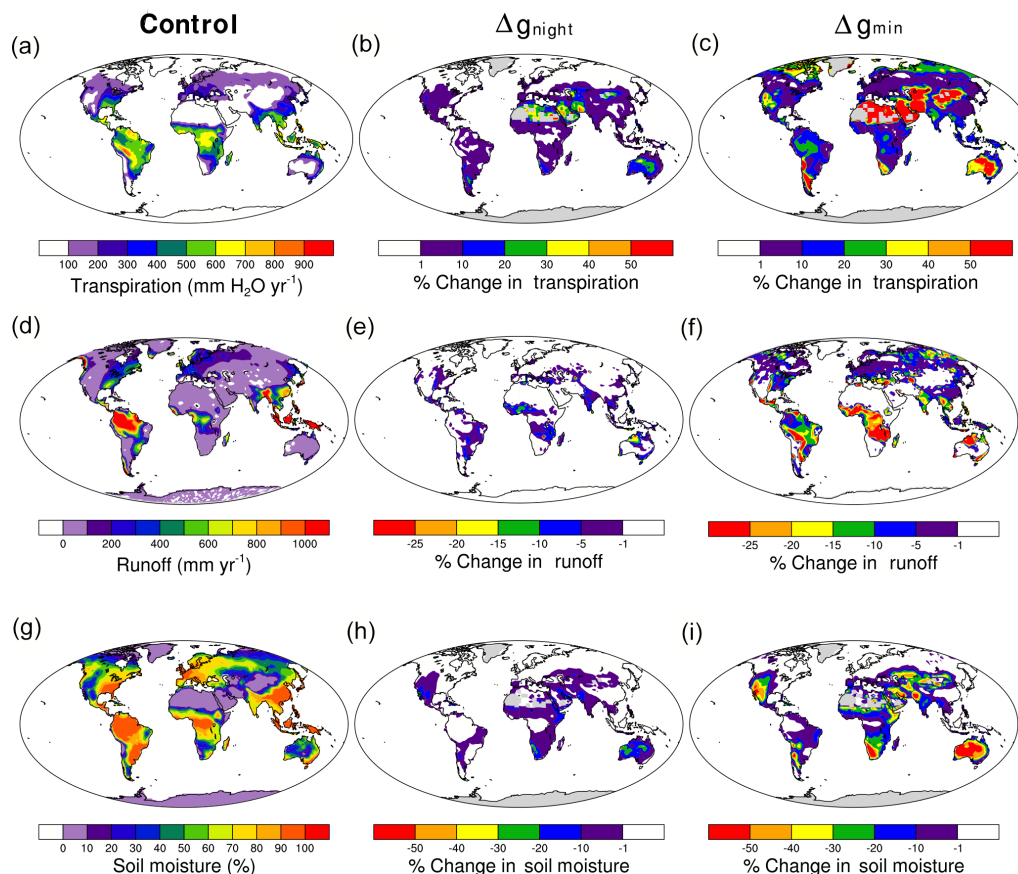 Control
Δgnight
Δgmin
(a)
(b)
(c)
100 200 300 400 500 600 700 800 900
Transpiration (mm H₂O yr⁻¹)
1 10 20 30 40 50
% Change in transpiration
1 10 20 30 40 50
% Change in transpiration
(d)
(e)
(f)
0 200 400 600 800 1000
Runoff (mm yr⁻¹)
-25 -20 -15 -10 -5 -1
% Change in runoff
-25 -20 -15 -10 -5 -1
% Change in runoff
(g)
(h)
(i)
0 10 20 30 40 50 60 70 80 90 100
Soil moisture (%)
-50 -40 -30 -20 -10 -1
% Change in soil moisture
-50 -40 -30 -20 -10 -1
% Change in soil moisture